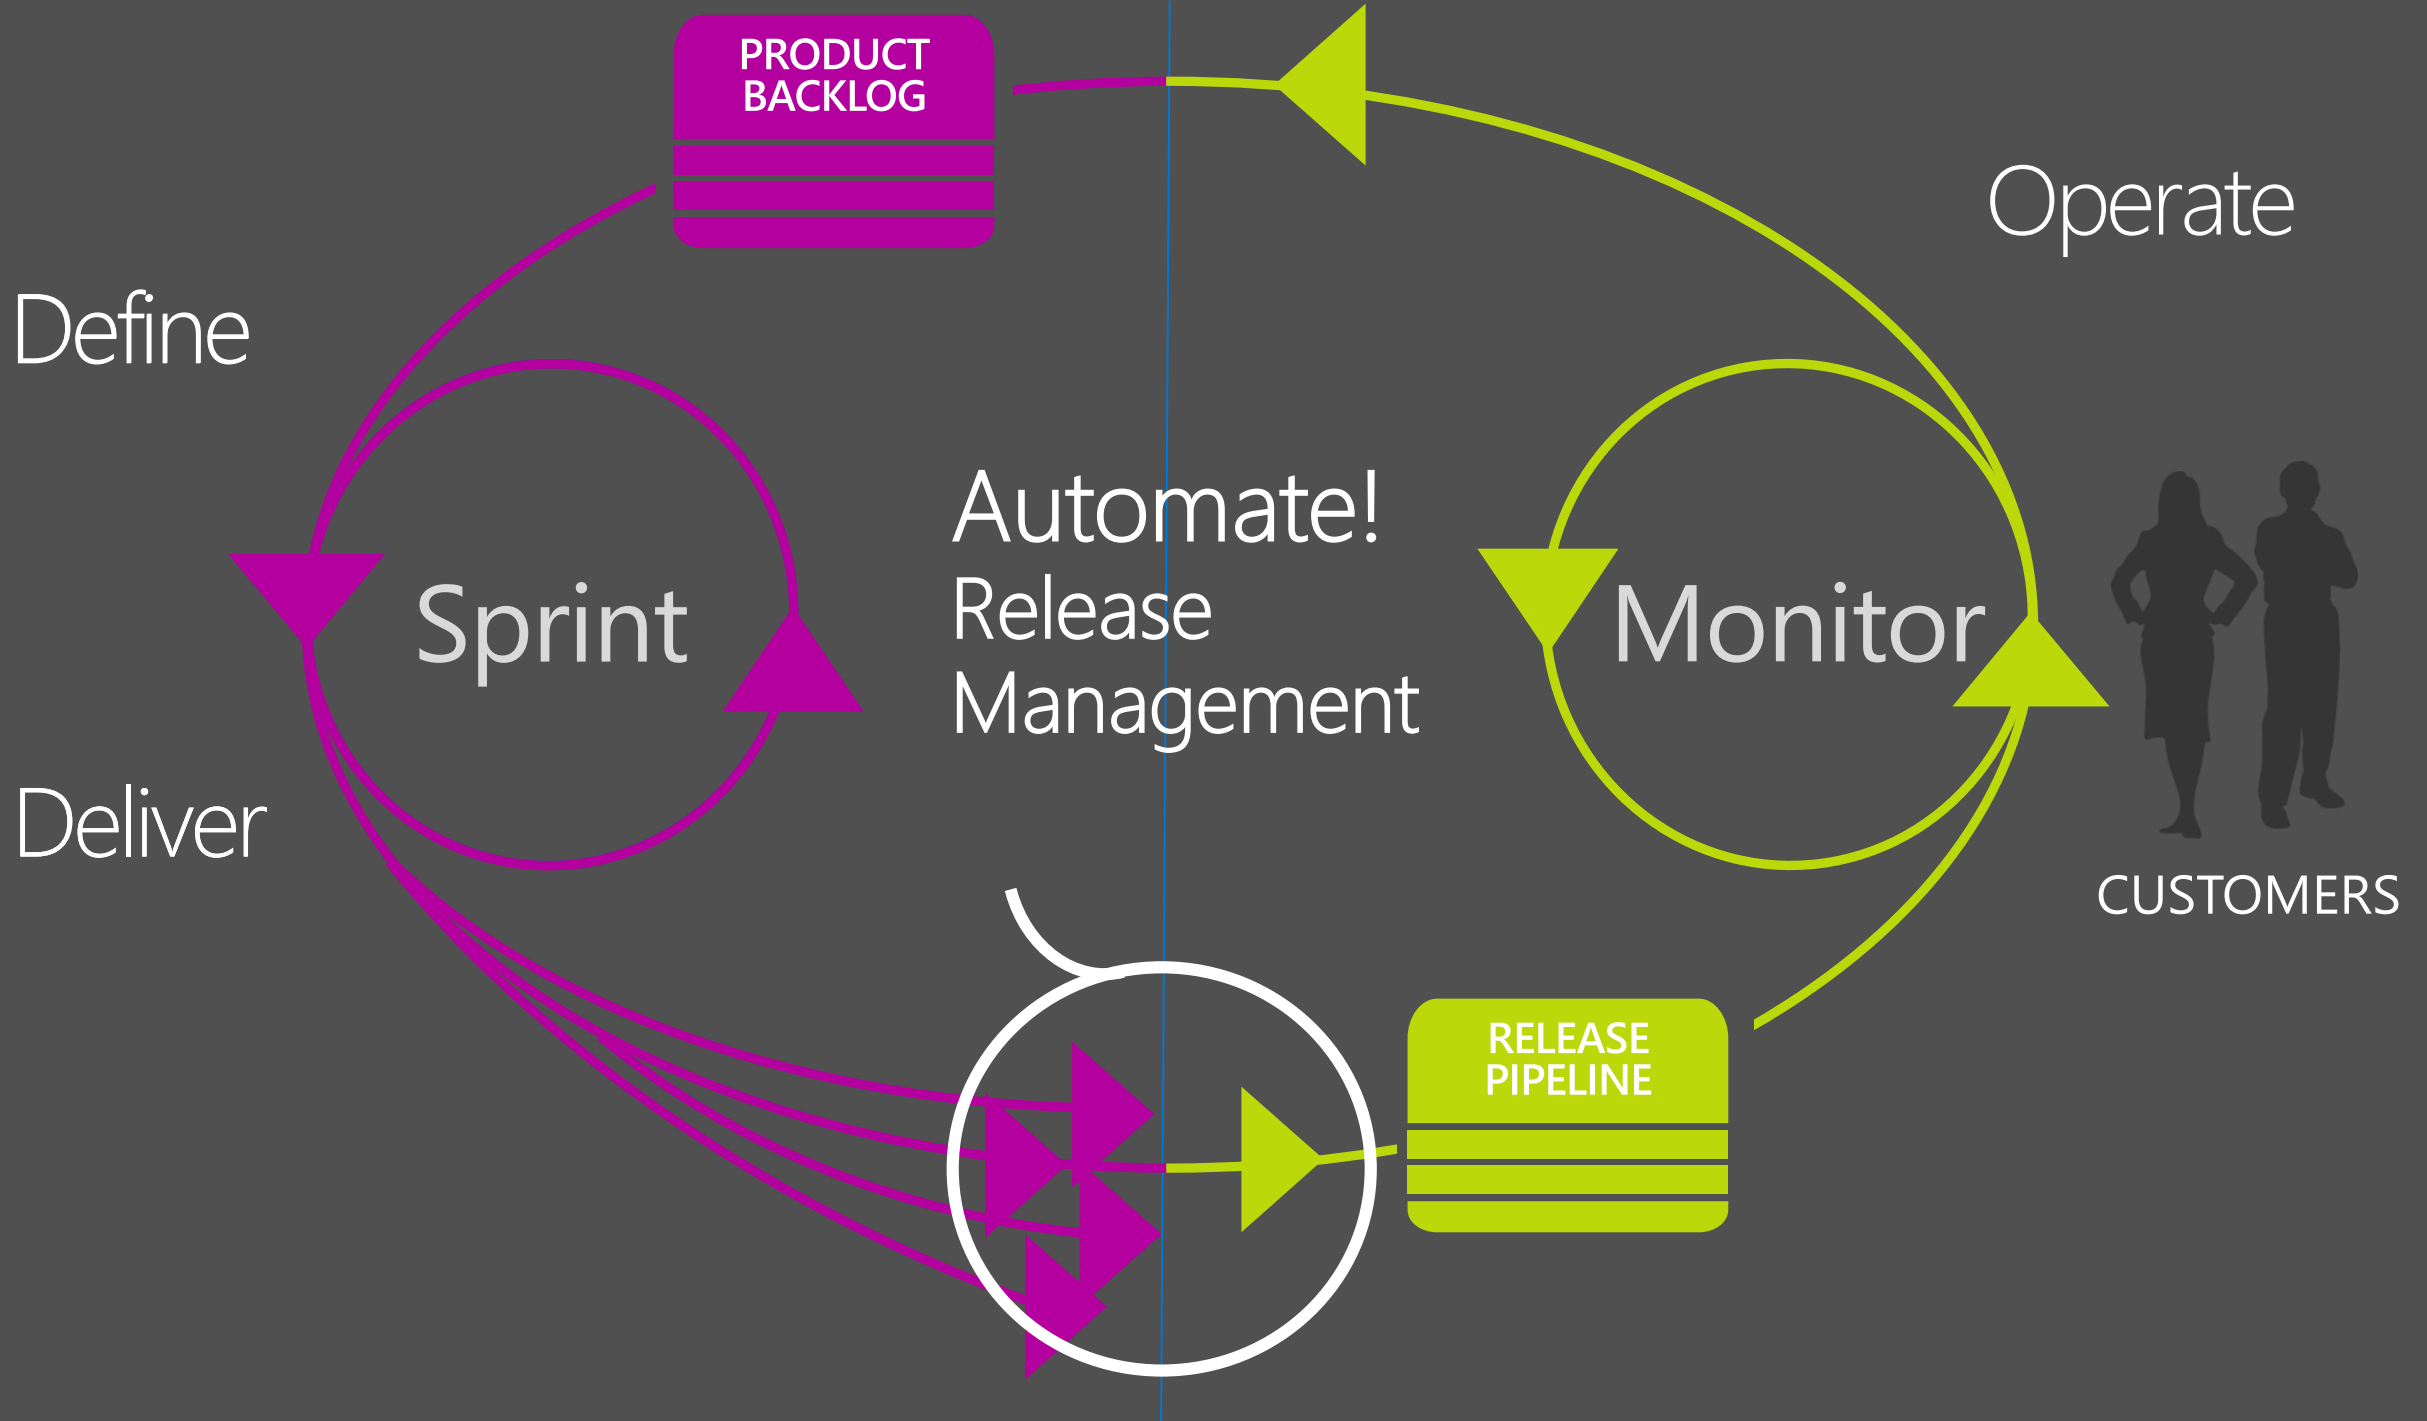 PRODUCT
BACKLOG
Operate
Define
Automate!
Release
Management
Sprint
Monitor
Deliver
CUSTOMERS
RELEASE
PIPELINE